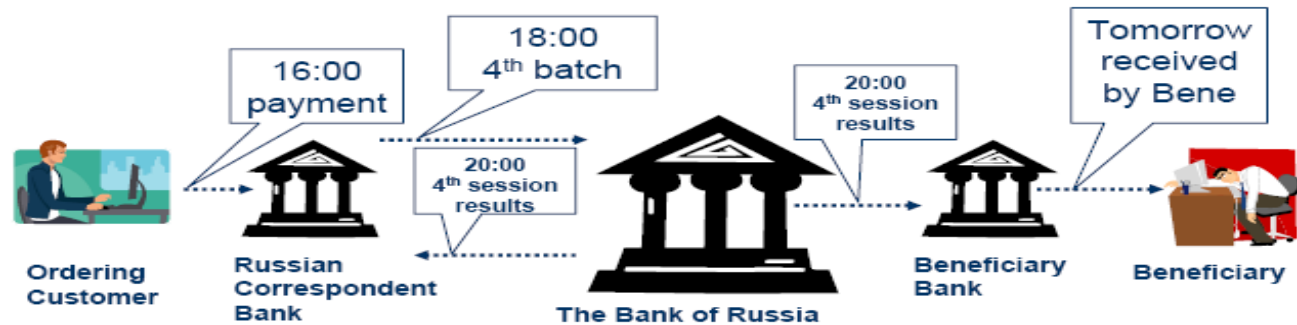 16:00
payment
18:00
4th batch
20:00
4th session
results
20:00
4th session
results
Tomorrow
received
by Bene
Ordering
Customer
Russian
Correspondent
Bank
The Bank of Russia
Beneficiary
Bank
Beneficiary